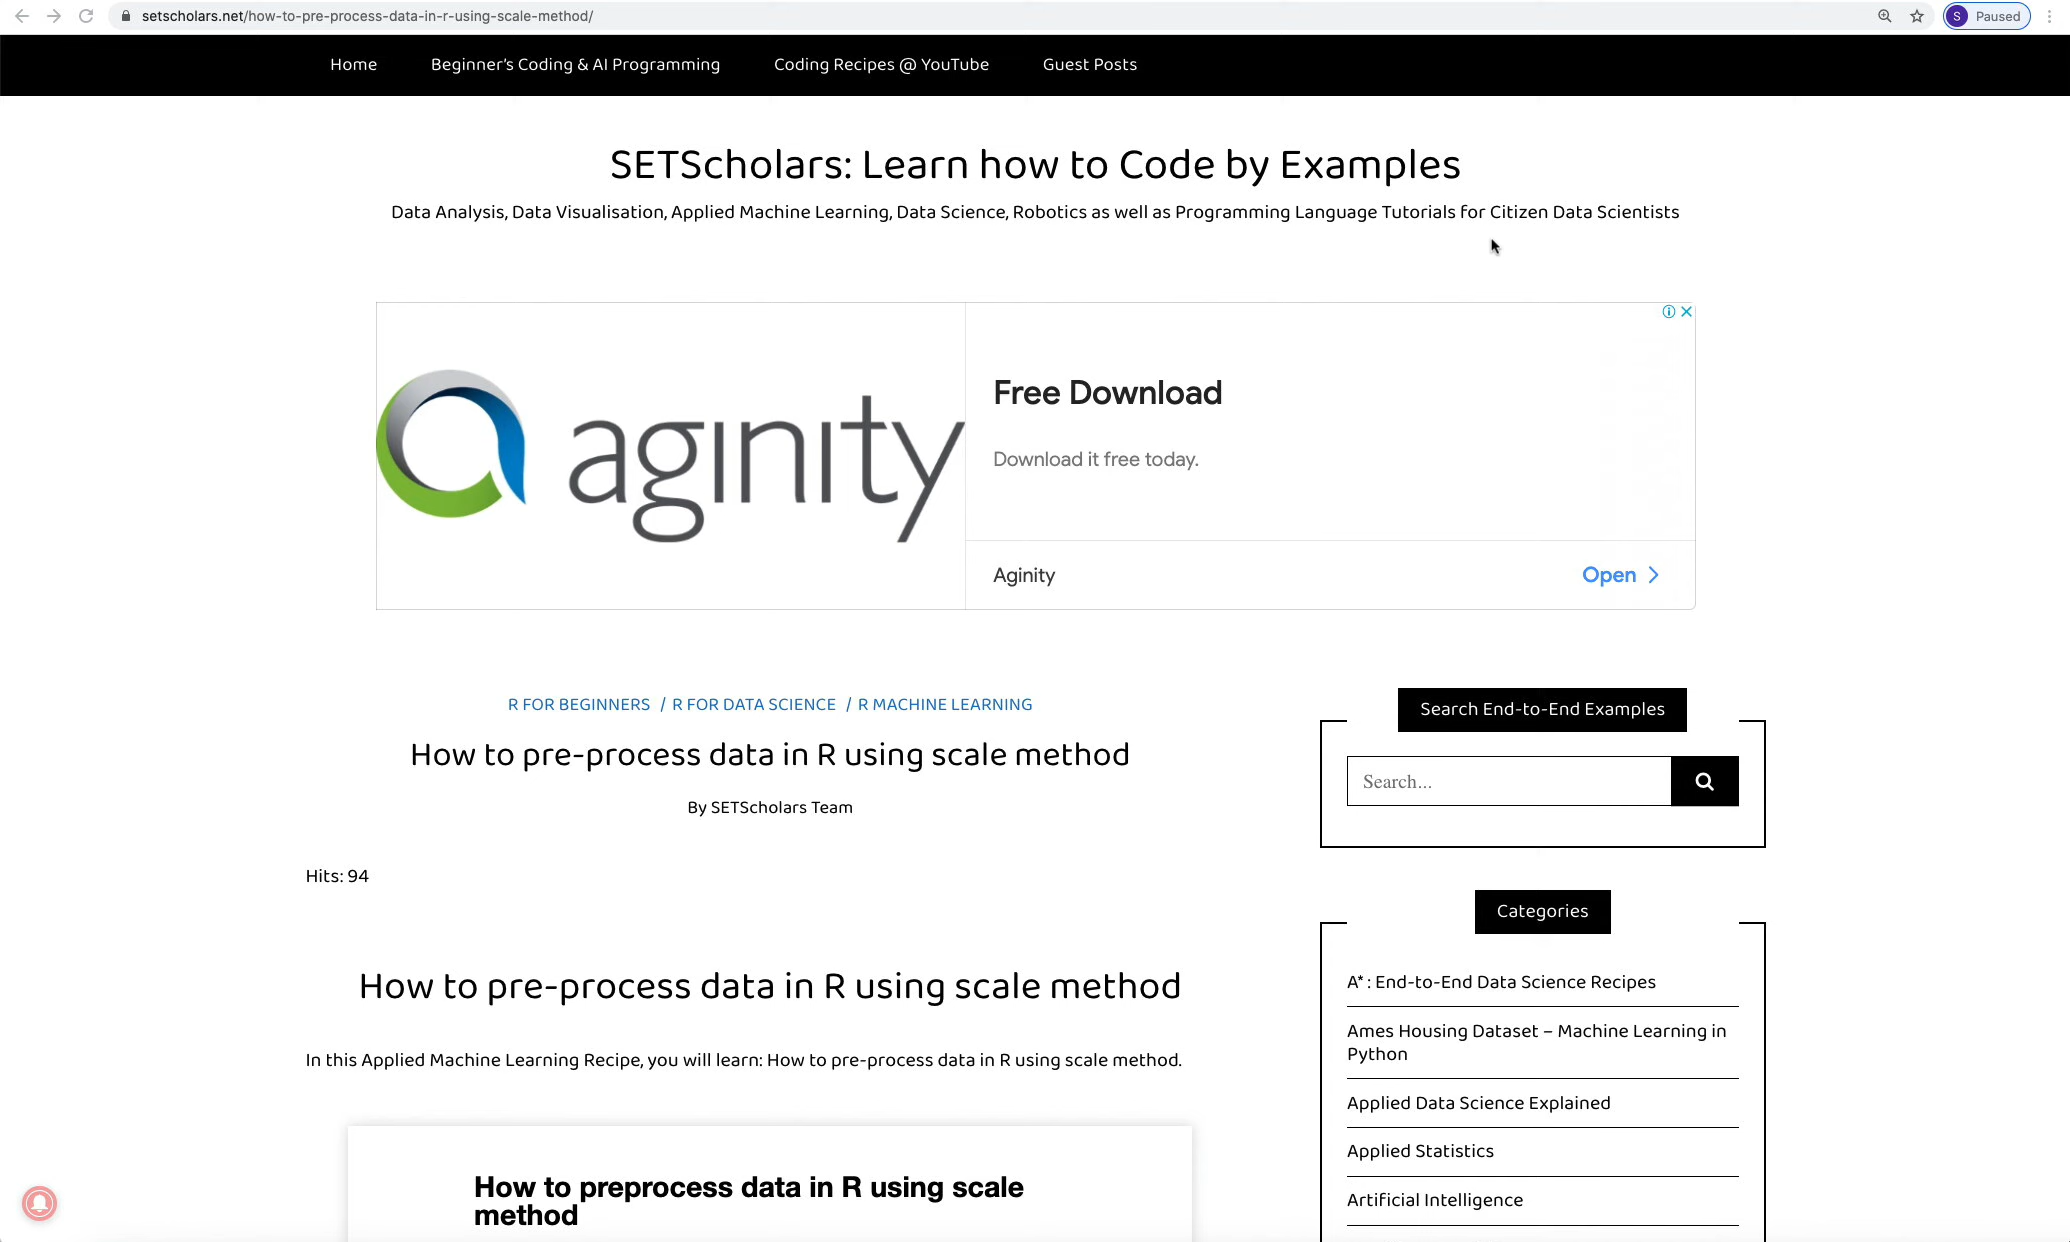 setscholars.net/how-to-pre-process-data-in-r-using-scale-method/
S Paused
Home Beginner's Coding & AI Programming Coding Recipes @ YouTube Guest Posts
SETScholars: Learn how to Code by Examples
Data Analysis, Data Visualisation, Applied Machine Learning, Data Science, Robotics as well as Programming Language Tutorials for Citizen Data Scientists
aginity
Free Download
Download it free today.
Aginity
Open
R FOR BEGINNERS / R FOR DATA SCIENCE / R MACHINE LEARNING
How to pre-process data in R using scale method
By SETScholars Team
Hits: 94
How to pre-process data in R using scale method
In this Applied Machine Learning Recipe, you will learn: How to pre-process data in R using scale method.
How to preprocess data in R using scale
method
Search End-to-End Examples
Search...
Categories
A* : End-to-End Data Science Recipes
Ames Housing Dataset – Machine Learning in
Python
Applied Data Science Explained
Applied Statistics
Artificial Intelligence